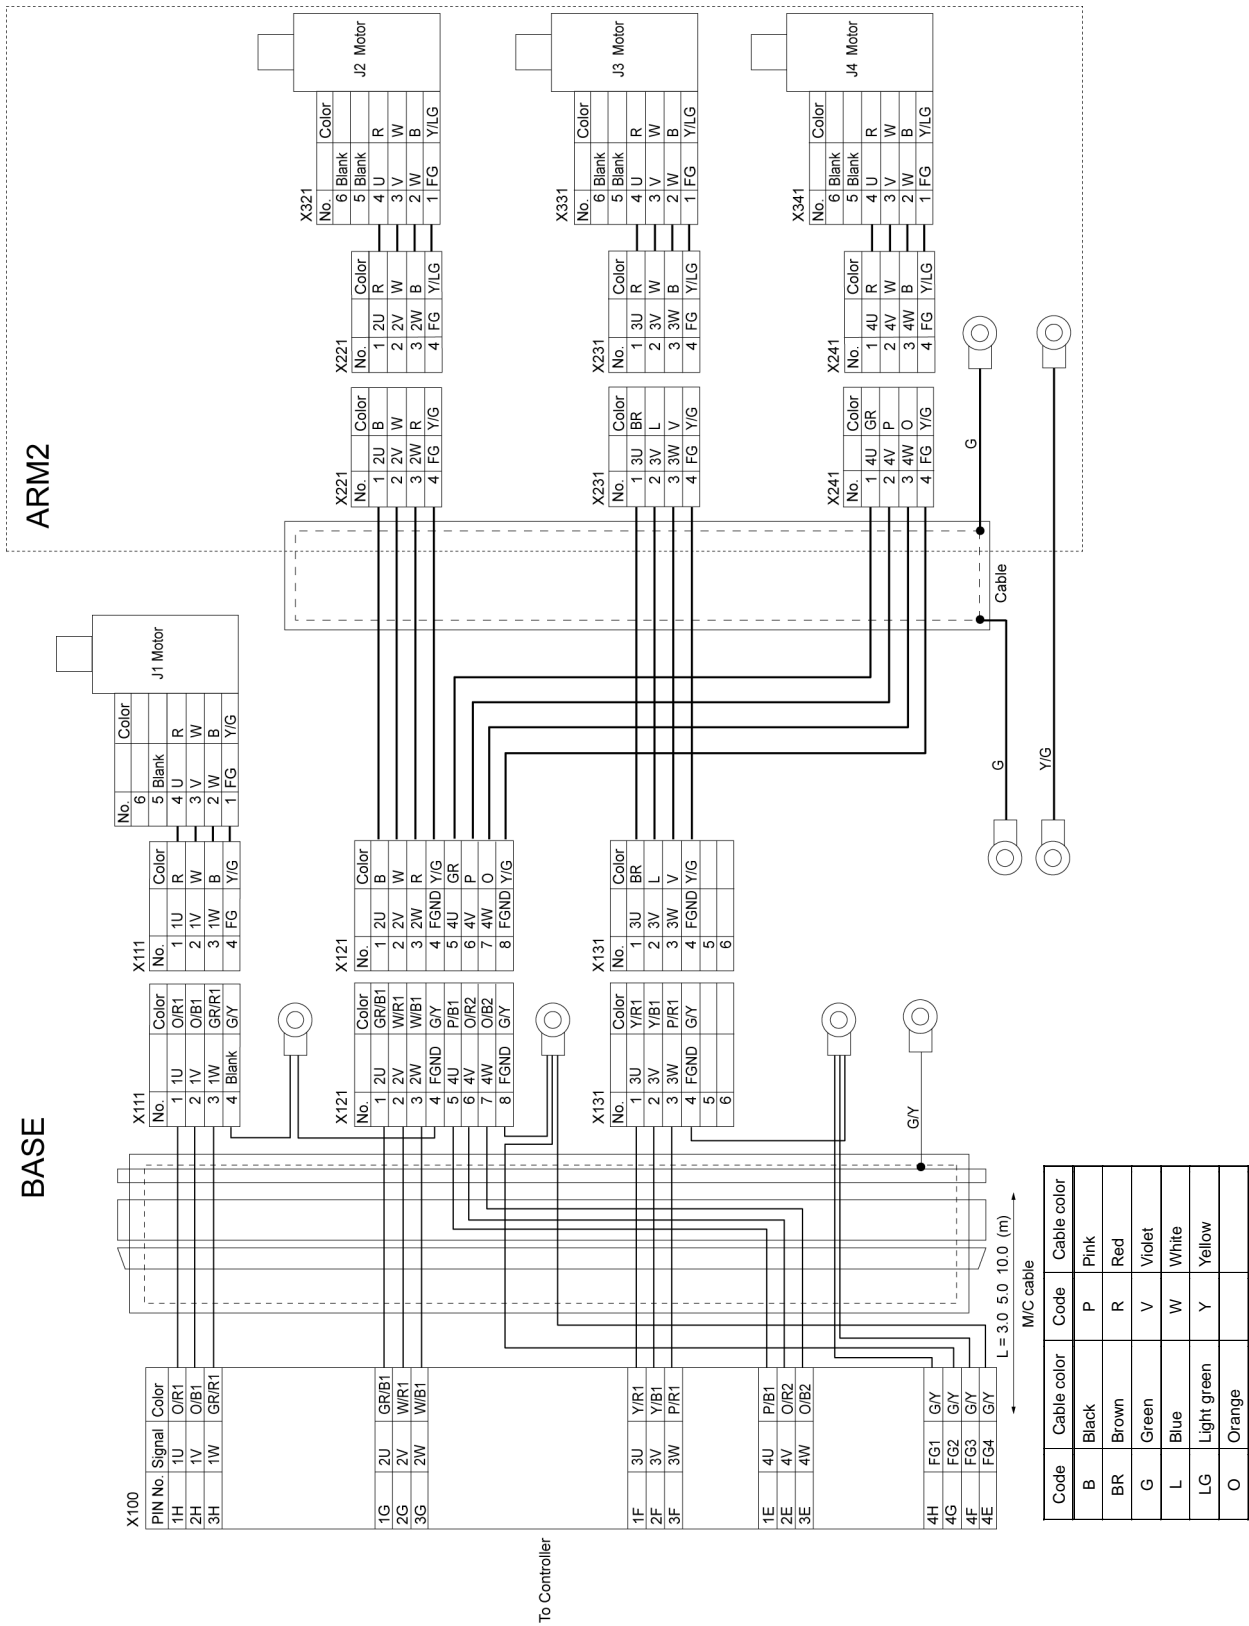 BASE
ARM2
To Controller
X100
PIN No. Signal Color
1H 1U O/R1
2H 1V O/B1
3H 1W GR/R1
1G 2U GR/B1
2G 2V W/R1
3G 2W W/B1
1F 3U Y/R1
2F 3V Y/B1
3F 3W P/R1
1E 4U P/B1
2E 4V O/R2
3E 4W O/B2
4H FG1 G/Y
4G FG2 G/Y
4F FG3 G/Y
4E FG4 G/Y
L = 3.0 5.0 10.0 (m)
M/C cable
X111
No. Color
1 1U O/R1
2 1V O/B1
3 1W GR/R1
4 Blank G/Y
X121
No. Color
1 2U GR/B1
2 2V W/R1
3 2W W/B1
4 FGND G/Y
5 4U P/B1
6 4V O/R2
7 4W O/B2
8 FGND G/Y
X131
No. Color
1 3U Y/R1
2 3V Y/B1
3 3W P/R1
4 FGND G/Y
5
6
G/Y
X111
No. Color
1 1U R
2 1V W
3 1W B
4 FG Y/G
X121
No. Color
1 2U B
2 2V W
3 2W R
4 FGND Y/G
5 4U GR
6 4V P
7 4W O
8 FGND Y/G
X131
No. Color
1 3U BR
2 3V L
3 3W V
4 FGND Y/G
5
6
No. Color
6
5 Blank
4 U R
3 V W
2 W B
1 FG Y/G
J1 Motor
G
Y/G
Cable
G
X221
No. Color
1 2U B
2 2V W
3 2W R
4 FG Y/G
X231
No. Color
1 3U BR
2 3V L
3 3W V
4 FG Y/G
X241
No. Color
1 4U GR
2 4V P
3 4W O
4 FG Y/G
X221
No. Color
1 2U R
2 2V W
3 2W B
4 FG Y/LG
X231
No. Color
1 3U R
2 3V W
3 3W B
4 FG Y/LG
X241
No. Color
1 4U R
2 4V W
3 4W B
4 FG Y/LG
X321
No. Color
6 Blank
5 Blank
4 U R
3 V W
2 W B
1 FG Y/LG
J2 Motor
X331
No. Color
6 Blank
5 Blank
4 U R
3 V W
2 W B
1 FG Y/LG
J3 Motor
X341
No. Color
6 Blank
5 Blank
4 U R
3 V W
2 W B
1 FG Y/LG
J4 Motor
Code Cable color Code Cable color
B Black P Pink
BR Brown R Red
G Green V Violet
L Blue W White
LG Light green Y Yellow
O Orange